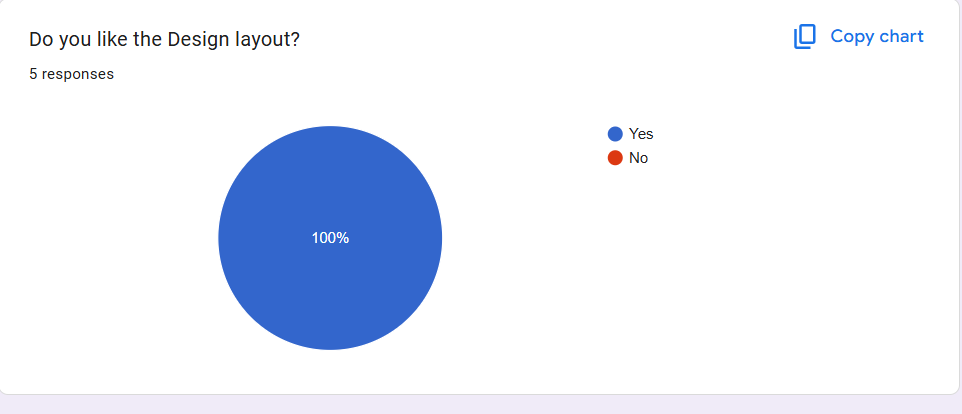 Do you like the Design layout?
Copy chart
5 responses
Yes
No
100%